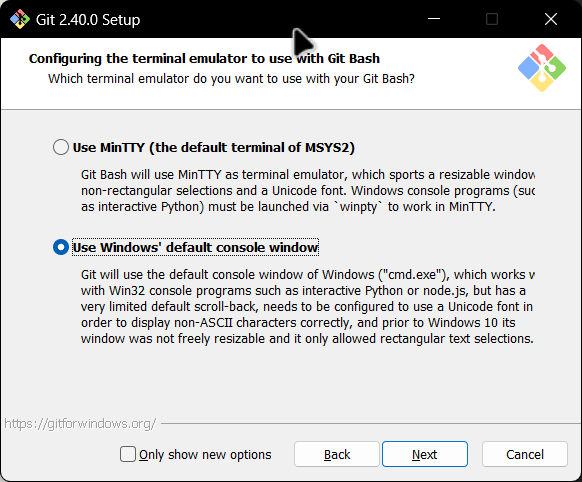 Git 2.40.0 Setup
Configuring the terminal emulator to use with Git Bash
Which terminal emulator do you want to use with your Git Bash?
Use MinTTY (the default terminal of MSYS2)
Git Bash will use MinTTY as terminal emulator, which sports a resizable window
non-rectangular selections and a Unicode font. Windows console programs (suc
as interactive Python) must be launched via `winpty` to work in MinTTY.
Use Windows' default console window
Git will use the default console window of Windows ("cmd.exe"), which works w
with Win32 console programs such as interactive Python or node.js, but has a
very limited default scroll-back, needs to be configured to use a Unicode font in
order to display non-ASCII characters correctly, and prior to Windows 10 its
window was not freely resizable and it only allowed rectangular text selections.
https://gitforwindows.org/
Only show new options
Back
Next
Cancel